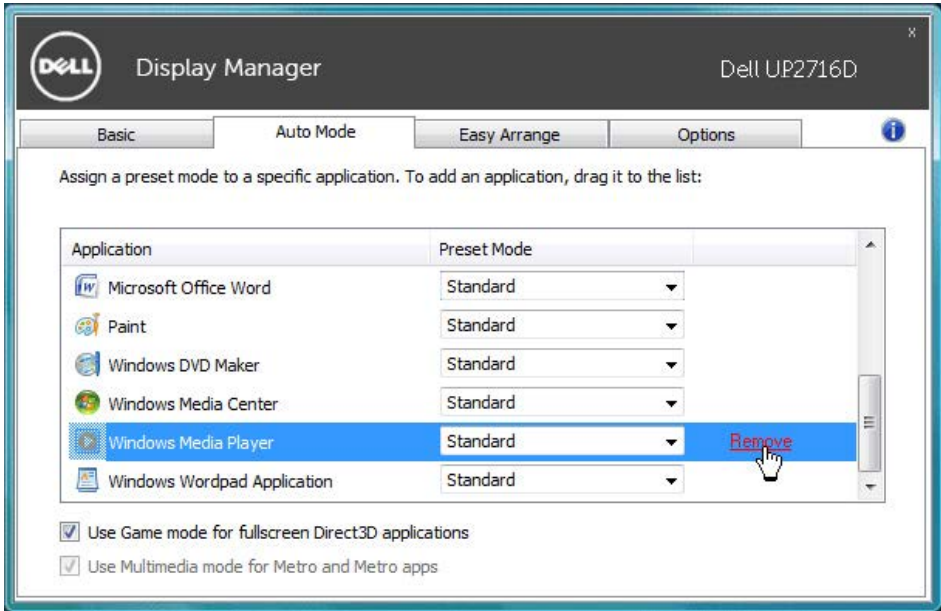 x
DELL
Display Manager
Dell UP2716D
Basic
Auto Mode
Easy Arrange
Options
Assign a preset mode to a specific application. To add an application, drag it to the list:
Application
Preset Mode
Microsoft Office Word
Standard
Paint
Standard
Windows DVD Maker
Standard
Windows Media Center
Standard
Windows Media Player
Standard
Remove
Windows Wordpad Application
Standard
Use Game mode for fullscreen Direct3D applications
Use Multimedia mode for Metro and Metro apps